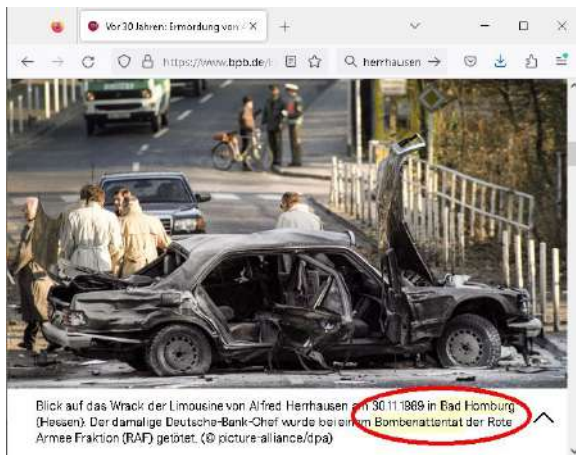 Vor 30 Jahren: Ermordung von A
https://www.bpb.de/
herrhausen
Blick auf das Wrack der Limousine von Alfred Herrhausen am 30.11.1989 in Bad Homburg
(Hessen). Der damalige Deutsche-Bank-Chef wurde bei einem Bombenattentat der Rote
Armee Fraktion (RAF) getötet. (© picture-alliance/dpa)